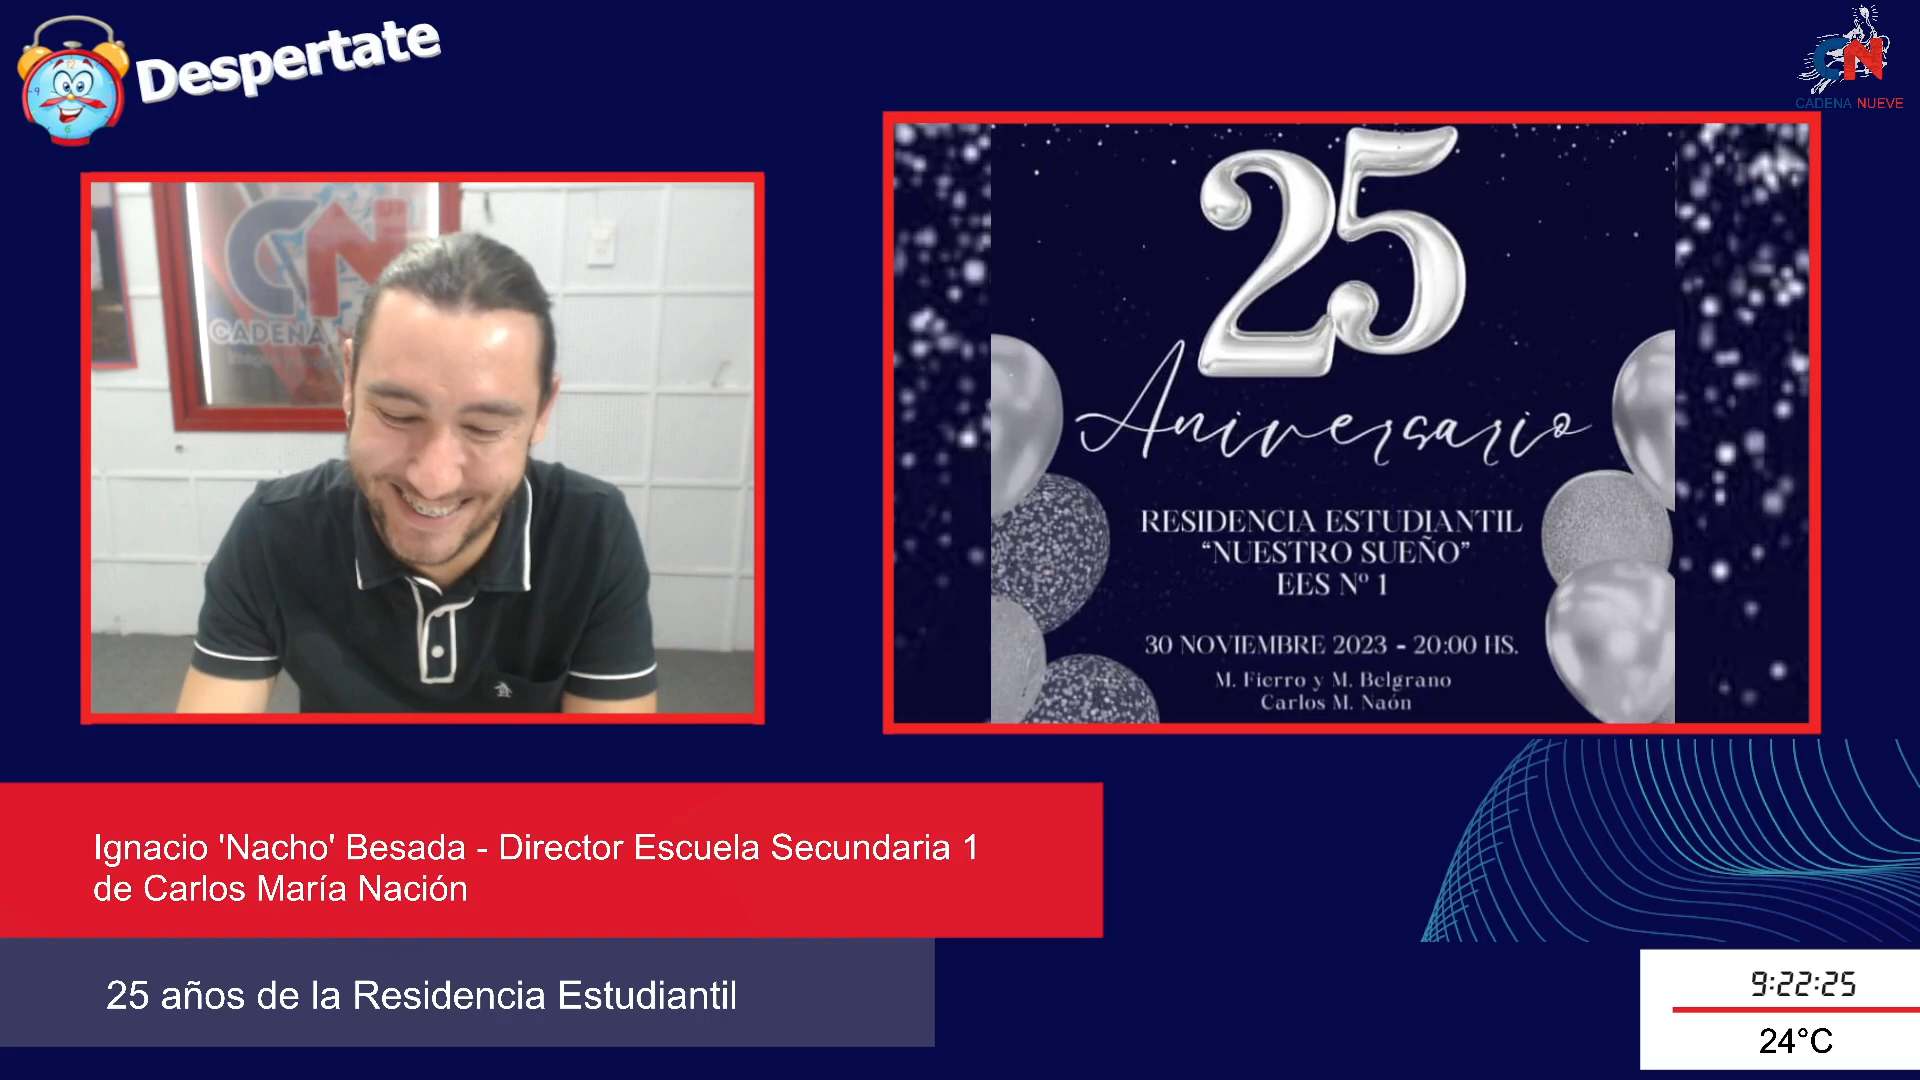 Despertate
CN
CADENA NUEVE
CN
CADENA
25
Aniversario
RESIDENCIA ESTUDIANTIL
“NUESTRO SUEÑO”
EES Nº 1
30 NOVIEMBRE 2023 - 20:00 HS.
M. Fierro y M. Belgrano
Carlos M. Naón
Ignacio 'Nacho' Besada - Director Escuela Secundaria 1
de Carlos María Nación
25 años de la Residencia Estudiantil
9:22:25
24°C